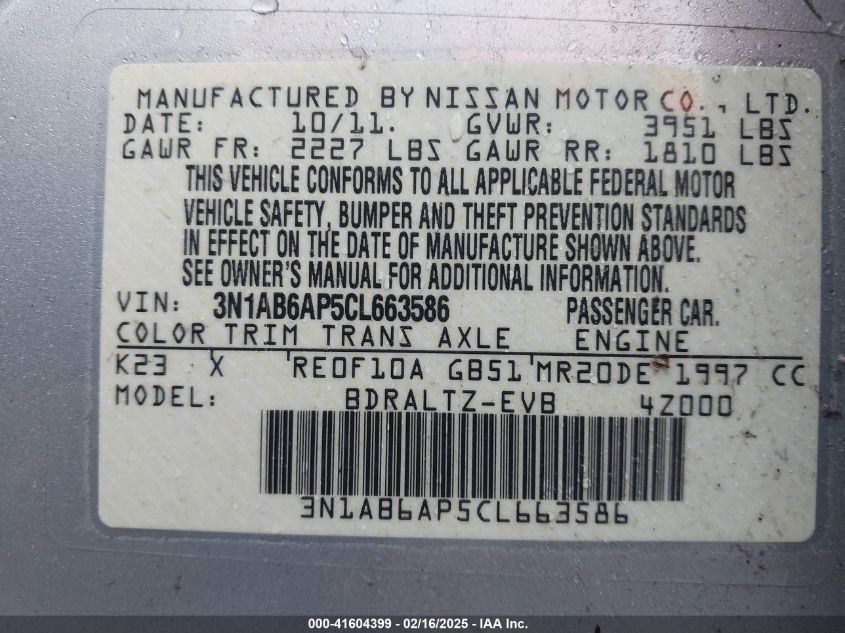 MANUFACTURED BY NISSAN MOTOR CO., LTD.
DATE: 10/11. GVWR: 3951 LBS
GAWR FR: 2227 LBS GAWR RR: 1810 LBS
THIS VEHICLE CONFORMS TO ALL APPLICABLE FEDERAL MOTOR
VEHICLE SAFETY, BUMPER AND THEFT PREVENTION STANDARDS
IN EFFECT ON THE DATE OF MANUFACTURE SHOWN ABOVE.
SEE OWNER'S MANUAL FOR ADDITIONAL INFORMATION.
VIN: 3N1AB6AP5CL663586 PASSENGER CAR.
COLOR TRIM TRANS AXLE ENGINE
K23 X RE0F10A GB51 MR20DE 1997 CC
MODEL: BDRALTZ-EVB 4Z000
3N1AB6AP5CL663586
000-41604399 - 02/16/2025 - IAA Inc.